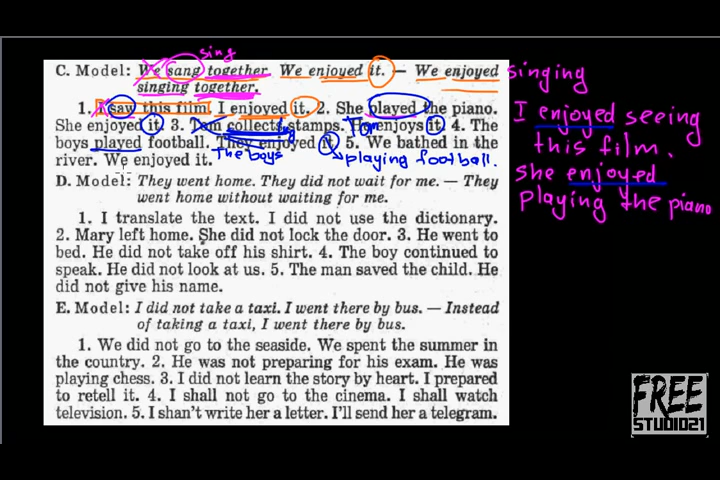 sing
C. Model: We sang together. We enjoyed it. — We enjoyed singing
singing together.
1. I saw this film. I enjoyed it. 2. She played the piano.
She enjoyed it. 3. Tom collects stamps. Tom enjoys it. 4. The
boys played football. They enjoyed it. 5. We bathed in the
The boys playing football.
river. We enjoyed it.
D. Model: They went home. They did not wait for me. — They
went home without waiting for me.
1. I translate the text. I did not use the dictionary.
2. Mary left home. She did not lock the door. 3. He went to
bed. He did not take off his shirt. 4. The boy continued to
speak. He did not look at us. 5. The man saved the child. He
did not give his name.
E. Model: I did not take a taxi. I went there by bus. — Instead
of taking a taxi, I went there by bus.
1. We did not go to the seaside. We spent the summer in
the country. 2. He was not preparing for his exam. He was
playing chess. 3. I did not learn the story by heart. I prepared
to retell it. 4. I shall not go to the cinema. I shall watch
television. 5. I shan't write her a letter. I'll send her a telegram.
I enjoyed seeing
this film.
she enjoyed
playing the piano
FREE
STUDIO21